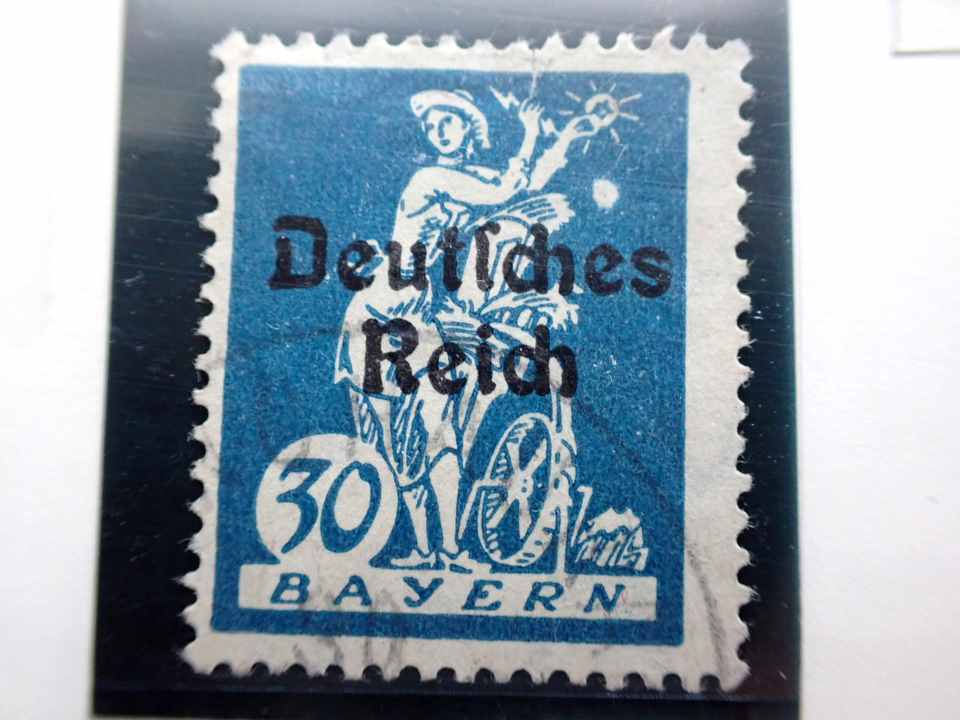 Deutſches
Reich
30
BAYERN